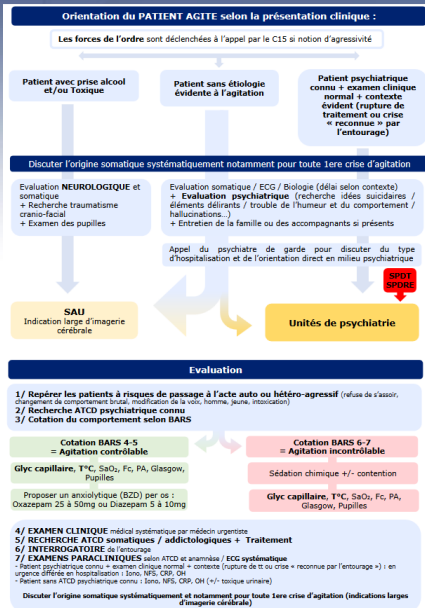 Orientation du PATIENT AGITE selon la présentation clinique :
Les forces de l'ordre sont déclenchées à l'appel par le C15 si notion d'agressivité
Patient avec prise alcool
et/ou Toxique
Patient sans étiologie
évidente à l'agitation
Patient psychiatrique
connu + examen clinique
normal + contexte
évident (rupture de
traitement ou crise
« reconnue » par
l'entourage)
Discuter l'origine somatique systématiquement notamment pour toute 1ere crise d'agitation
Evaluation NEUROLOGIQUE et
somatique
+ Recherche traumatisme
cranio-facial
+ Examen des pupilles
Evaluation somatique / ECG / Biologie (délai selon contexte)
+ Evaluation psychiatrique (recherche idées suicidaires /
éléments délirants / trouble de l'humeur et du comportement /
hallucinations...)
+ Entretien de la famille ou des accompagnants si présents
Appel du psychiatre de garde pour discuter du type
d'hospitalisation et de l'orientation direct en milieu psychiatrique
SPDT
SPDRE
SAU
Indication large d'imagerie
cérébrale
Unités de psychiatrie
Evaluation
1/ Repérer les patients à risques de passage à l'acte auto ou hétéro-agressif (refuse de s'assoir,
changement de comportement brutal, modification de la voix, homme, jeune, intoxication)
2/ Recherche ATCD psychiatrique connu
3/ Cotation du comportement selon BARS
Cotation BARS 4-5
= Agitation contrôlable
Glyc capillaire, T°C, SaO₂, Fc, PA, Glasgow,
Pupilles
Proposer un anxiolytique (BZD) per os ;
Oxazepam 25 à 50mg ou Diazepam 5 à 10mg
Cotation BARS 6-7
= Agitation incontrôlable
Sédation chimique +/- contention
Glyc capillaire, T°C, SaO₂, Fc, PA,
Glasgow, Pupilles
4/ EXAMEN CLINIQUE médical systématique par médecin urgentiste
5/ RECHERCHE ATCD somatiques / addictologiques + Traitement
6/ INTERROGATOIRE de l'entourage
7/ EXAMENS PARACLINIQUES selon ATCD et anamnèse / ECG systématique
- Patient psychiatrique connu + examen clinique normal + contexte (rupture de tt ou crise « reconnue par l'entourage ») : en
urgence différée en hospitalisation : Iono, NFS, CRP, OH
- Patient sans ATCD psychiatrique connu : Iono, NFS, CRP, OH (+/- toxique urinaire)
Discuter l'origine somatique systématiquement et notamment pour toute 1ere crise d'agitation (indications larges
d'imagerie cérébrale)